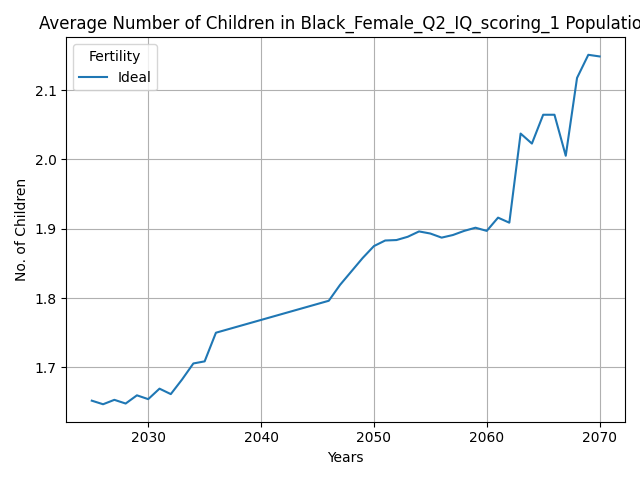 Average Number of Children in Black_Female_Q2_IQ_scoring_1 Populatio
Fertility
Ideal
2.1
2.0
1.9
1.8
1.7
No. of Children
2030 2040 2050 2060 2070
Years